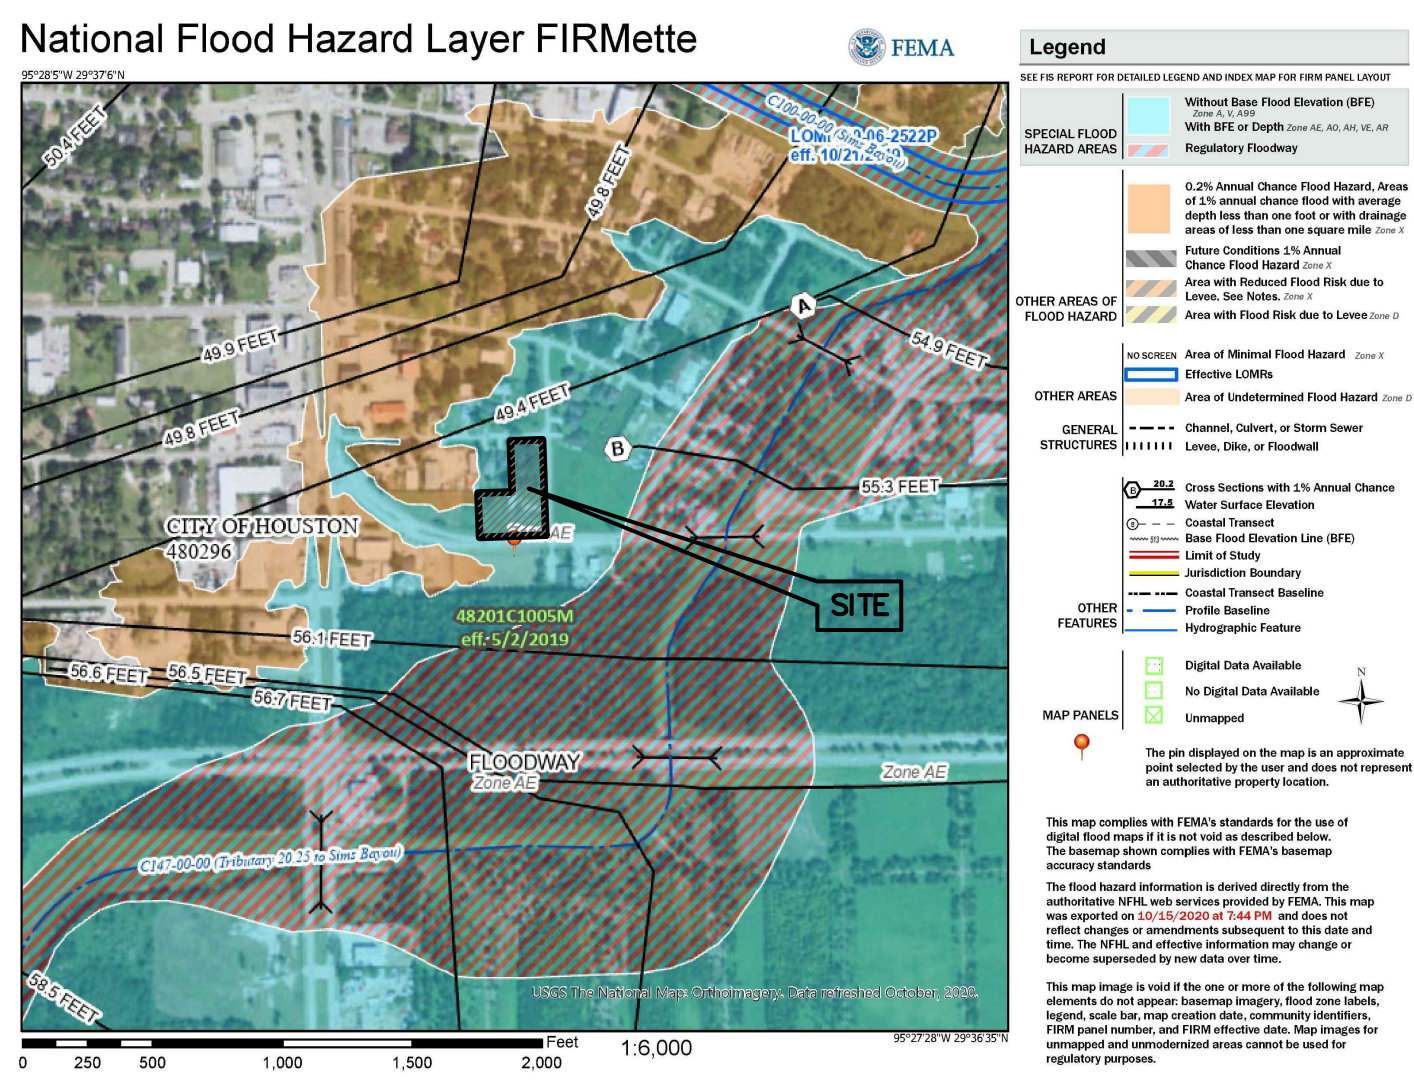 National Flood Hazard Layer FIRMette
FEMA
95°28'5"W 29°37'6"N
50.4 FEET
49.8 FEET
C100-00-00 (Sims Bayou)
eff. 10/21/2019
49.9 FEET
49.8 FEET
49.4 FEET
A
54.9 FEET
B
55.3 FEET
CITY OF HOUSTON
480296
AE
SITE
48201C1005M
eff. 5/2/2019
56.1 FEET
56.6 FEET
56.5 FEET
56.7 FEET
FLOODWAY
Zone AE
Zone AE
C147-00-00 (Tributary 20.25 to Sims Bayou)
58.5 FEET
USGS The National Map: Orthoimagery. Data refreshed October, 2020.
95°27'28"W 29°36'35"N
Feet
0 250 500 1,000 1,500 2,000
1:6,000
Legend
SEE FIS REPORT FOR DETAILED LEGEND AND INDEX MAP FOR FIRM PANEL LAYOUT
SPECIAL FLOOD
HAZARD AREAS
Without Base Flood Elevation (BFE)
Zone A, V, A99
With BFE or Depth Zone AE, AO, AH, VE, AR
Regulatory Floodway
OTHER AREAS OF
FLOOD HAZARD
0.2% Annual Chance Flood Hazard, Areas
of 1% annual chance flood with average
depth less than one foot or with drainage
areas of less than one square mile Zone X
Future Conditions 1% Annual
Chance Flood Hazard Zone X
Area with Reduced Flood Risk due to
Levee. See Notes. Zone X
Area with Flood Risk due to Levee Zone D
OTHER AREAS
NO SCREEN Area of Minimal Flood Hazard Zone X
Effective LOMRs
Area of Undetermined Flood Hazard Zone D
GENERAL
STRUCTURES
Channel, Culvert, or Storm Sewer
Levee, Dike, or Floodwall
OTHER
FEATURES
B 20.2 Cross Sections with 1% Annual Chance
17.5 Water Surface Elevation
8 Coastal Transect
513 Base Flood Elevation Line (BFE)
Limit of Study
Jurisdiction Boundary
Coastal Transect Baseline
Profile Baseline
Hydrographic Feature
MAP PANELS
Digital Data Available
No Digital Data Available
Unmapped
N
The pin displayed on the map is an approximate
point selected by the user and does not represent
an authoritative property location.
This map complies with FEMA's standards for the use of
digital flood maps if it is not void as described below.
The basemap shown complies with FEMA's basemap
accuracy standards
The flood hazard information is derived directly from the
authoritative NFHL web services provided by FEMA. This map
was exported on 10/15/2020 at 7:44 PM and does not
reflect changes or amendments subsequent to this date and
time. The NFHL and effective information may change or
become superseded by new data over time.
This map image is void if the one or more of the following map
elements do not appear: basemap imagery, flood zone labels,
legend, scale bar, map creation date, community identifiers,
FIRM panel number, and FIRM effective date. Map images for
unmapped and unmodernized areas cannot be used for
regulatory purposes.